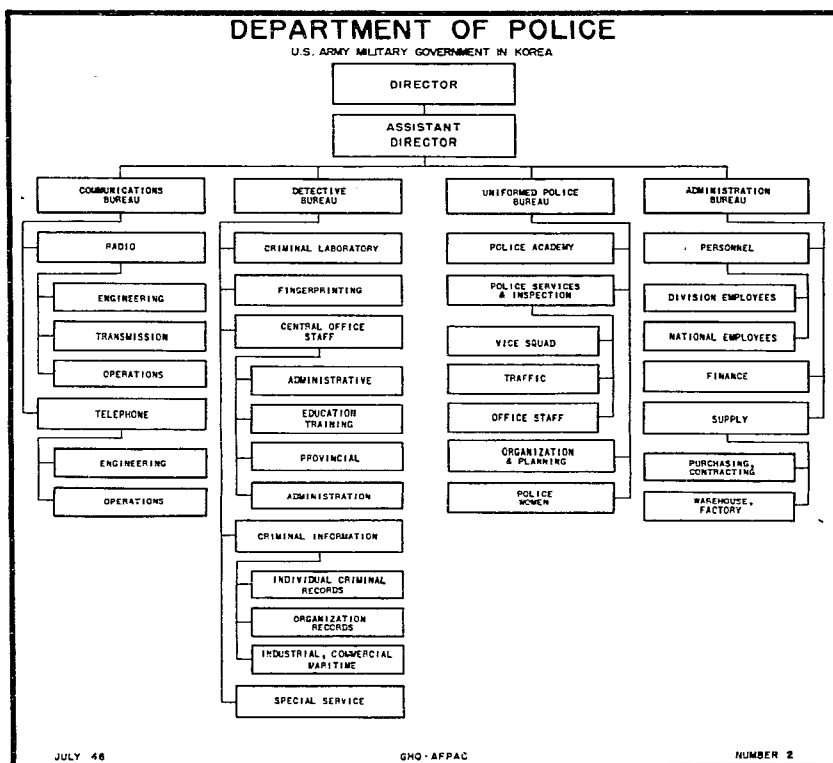 DEPARTMENT OF POLICE
U.S. ARMY MILITARY GOVERNMENT IN KOREA
DIRECTOR
ASSISTANT
DIRECTOR
COMMUNICATIONS
BUREAU
RADIO
ENGINEERING
TRANSMISSION
OPERATIONS
TELEPHONE
ENGINEERING
OPERATIONS
DETECTIVE
BUREAU
CRIMINAL LABORATORY
FINGERPRINTING
CENTRAL OFFICE
STAFF
ADMINISTRATIVE
EDUCATION
TRAINING
PROVINCIAL
ADMINISTRATION
CRIMINAL INFORMATION
INDIVIDUAL CRIMINAL
RECORDS
ORGANIZATION
RECORDS
INDUSTRIAL, COMMERCIAL
MARITIME
SPECIAL SERVICE
UNIFORMED POLICE
BUREAU
POLICE ACADEMY
POLICE SERVICES
& INSPECTION
VICE SQUAD
TRAFFIC
OFFICE STAFF
ORGANIZATION
& PLANNING
POLICE
WOMEN
ADMINISTRATION
BUREAU
PERSONNEL
DIVISION EMPLOYEES
NATIONAL EMPLOYEES
FINANCE
SUPPLY
PURCHASING,
CONTRACTING
WAREHOUSE,
FACTORY
JULY 46
GHQ-AFPAC
NUMBER 2